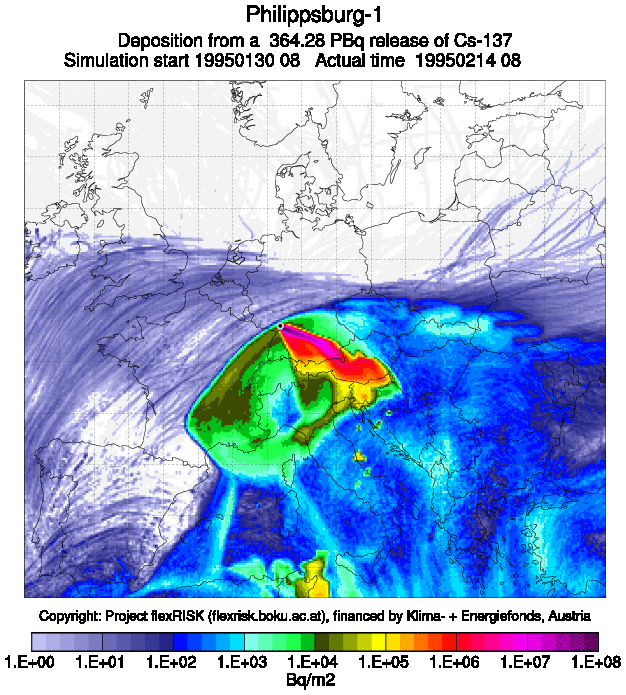 Philippsburg-1
Deposition from a 364.28 PBq release of Cs-137
Simulation start 19950130 08 Actual time 19950214 08
Copyright: Project flexRISK (flexrisk.boku.ac.at), financed by Klima- + Energiefonds, Austria
1.E+00 1.E+01 1.E+02 1.E+03 1.E+04 1.E+05 1.E+06 1.E+07 1.E+08
Bq/m2